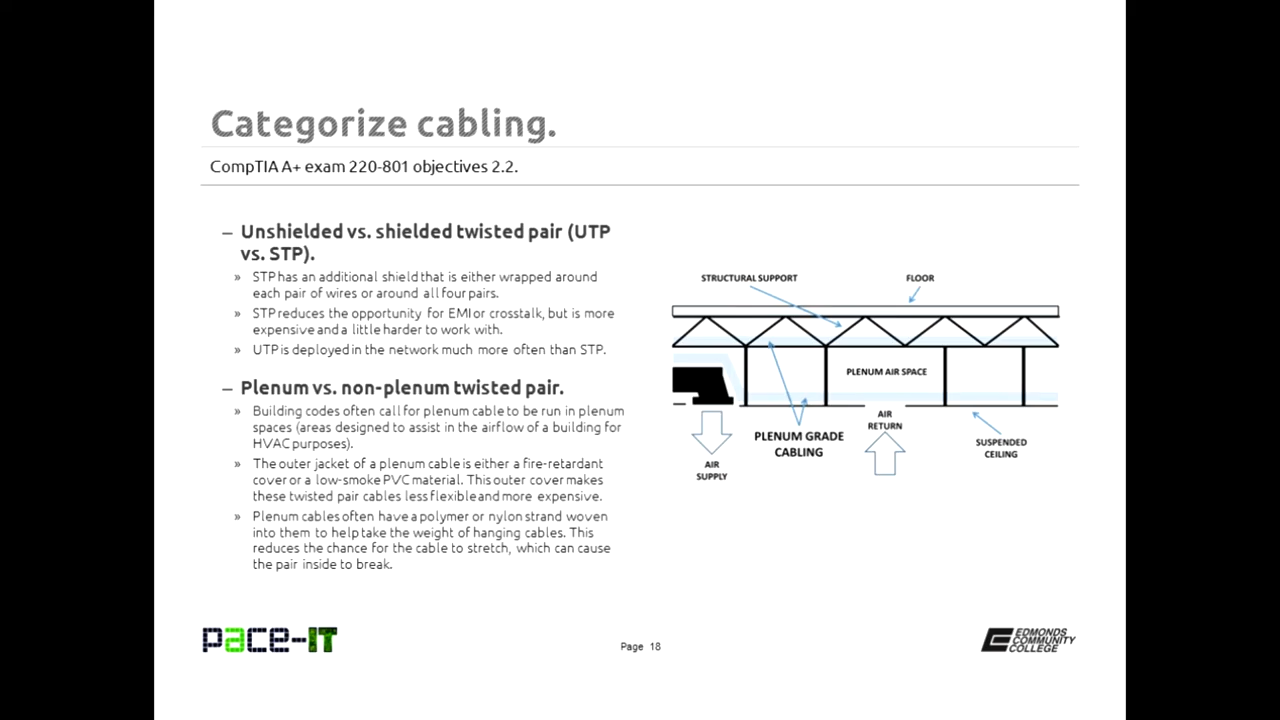 Categorize cabling.
CompTIA A+ exam 220-801 objectives 2.2.
– Unshielded vs. shielded twisted pair (UTP
vs. STP).
» STP has an additional shield that is either wrapped around
each pair of wires or around all four pairs.
» STP reduces the opportunity for EMI or crosstalk, but is more
expensive and a little harder to work with.
» UTP is deployed in the network much more often than STP.
– Plenum vs. non-plenum twisted pair.
» Building codes often call for plenum cable to be run in plenum
spaces (areas designed to assist in the airflow of a building for
HVAC purposes).
» The outer jacket of a plenum cable is either a fire-retardant
cover or a low-smoke PVC material. This outer cover makes
these twisted pair cables less flexible and more expensive.
» Plenum cables often have a polymer or nylon strand woven
into them to help take the weight of hanging cables. This
reduces the chance for the cable to stretch, which can cause
the pair inside to break.
STRUCTURAL SUPPORT
FLOOR
PLENUM AIR SPACE
AIR
RETURN
PLENUM GRADE
CABLING
SUSPENDED
CEILING
AIR
SUPPLY
pace-IT
Page 18
EDMONDS
COMMUNITY
COLLEGE